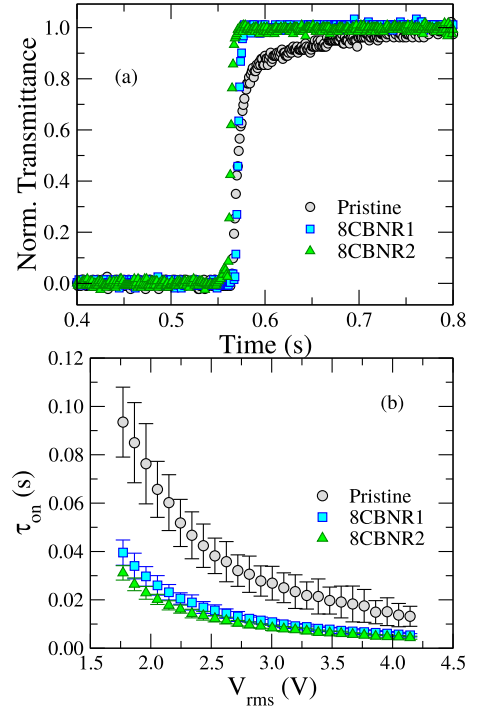 1.0
0.8
0.6
0.4
0.2
0.0
Norm. Transmittance
(a)
Pristine
8CBNR1
8CBNR2
0.4 0.5 0.6 0.7 0.8
Time (s)
0.12
0.10
0.08
0.06
0.04
0.02
0.00
τon (s)
(b)
Pristine
8CBNR1
8CBNR2
1.5 2.0 2.5 3.0 3.5 4.0 4.5
Vrms (V)